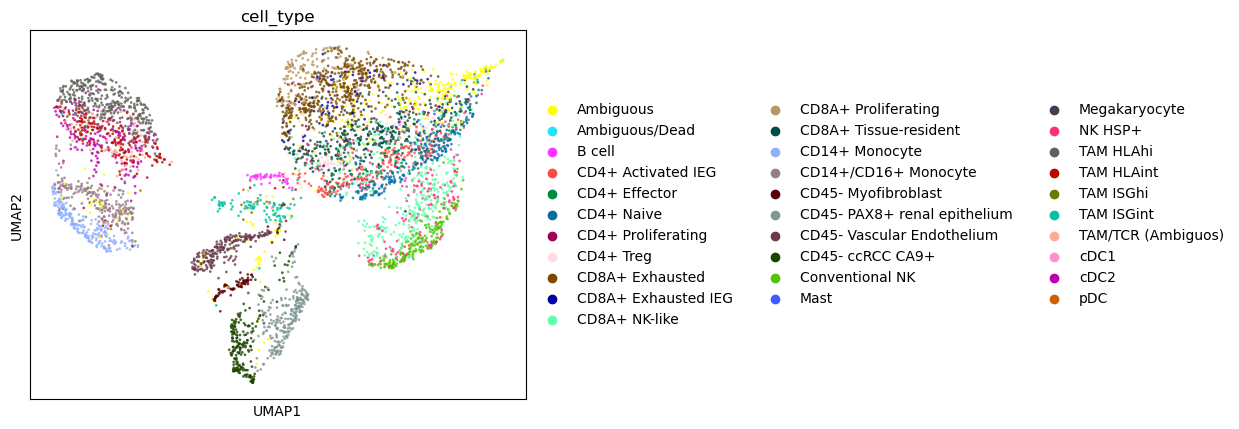 cell_type
UMAP2
UMAP1
Ambiguous
Ambiguous/Dead
B cell
CD4+ Activated IEG
CD4+ Effector
CD4+ Naive
CD4+ Proliferating
CD4+ Treg
CD8A+ Exhausted
CD8A+ Exhausted IEG
CD8A+ NK-like
CD8A+ Proliferating
CD8A+ Tissue-resident
CD14+ Monocyte
CD14+/CD16+ Monocyte
CD45- Myofibroblast
CD45- PAX8+ renal epithelium
CD45- Vascular Endothelium
CD45- ccRCC CA9+
Conventional NK
Mast
Megakaryocyte
NK HSP+
TAM HLAhi
TAM HLAint
TAM ISGhi
TAM ISGint
TAM/TCR (Ambiguos)
cDC1
cDC2
pDC